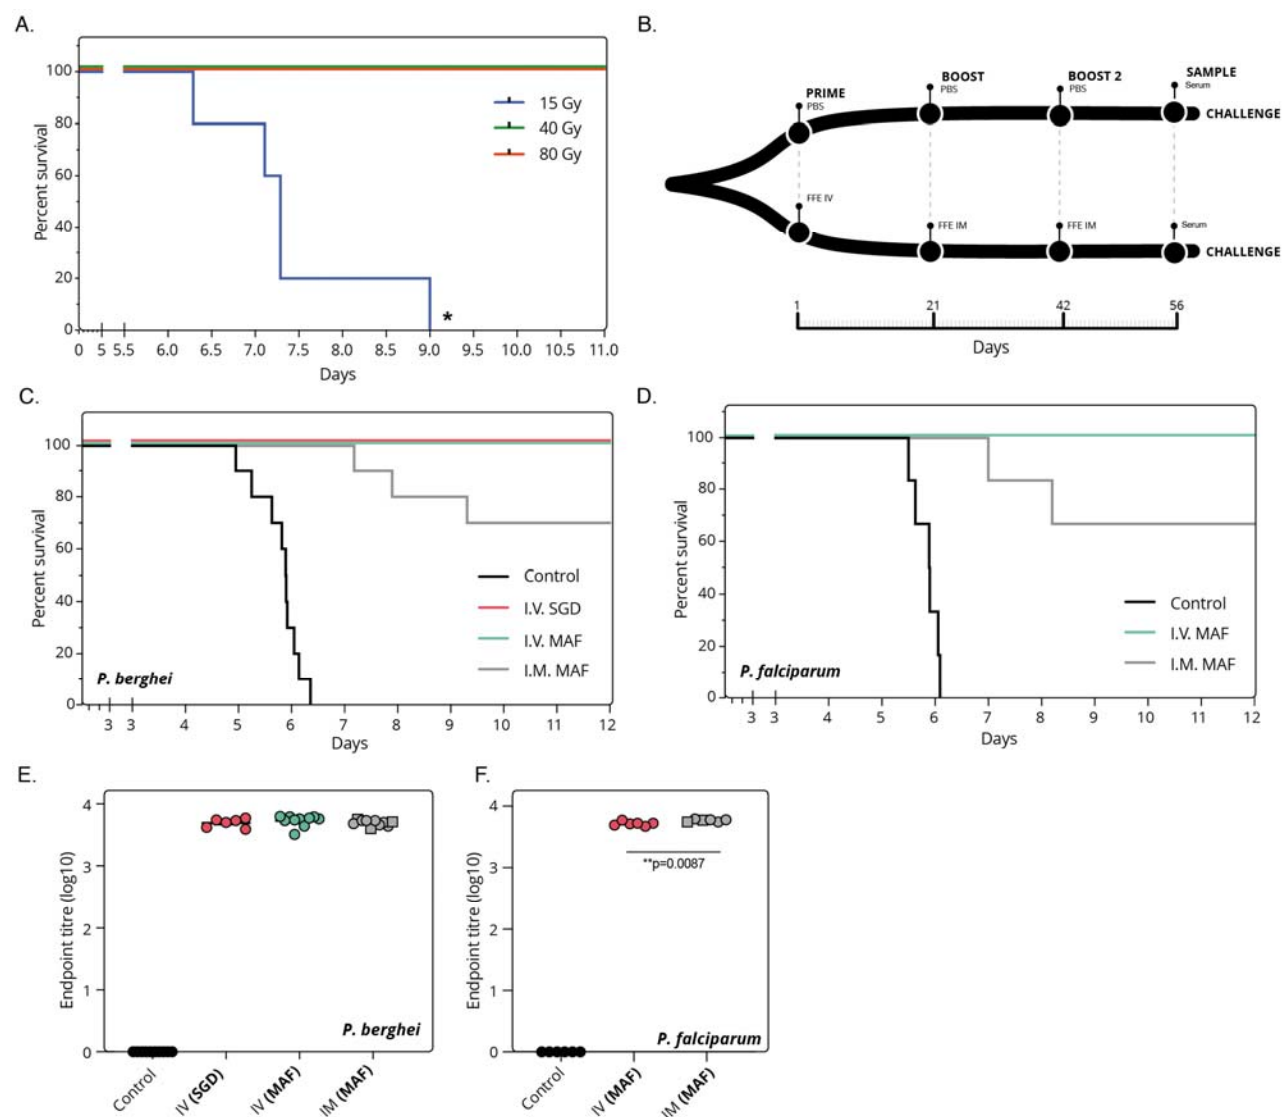 A.
Percent survival
100
80
60
40
20
0
15 Gy
40 Gy
80 Gy
*
0 5 5.5 6.0 6.5 7.0 7.5 8.0 8.5 9.0 9.5 10.0 10.5 11.0
Days
B.
PRIME
PBS
BOOST
PBS
BOOST 2
PBS
SAMPLE
Serum
CHALLENGE
FFE IV
FFE IM
FFE IM
Serum
CHALLENGE
1 21 42 56
Days
C.
Percent survival
100
80
60
40
20
0
Control
I.V. SGD
I.V. MAF
I.M. MAF
P. berghei
3 3 4 5 6 7 8 9 10 11 12
Days
D.
Percent survival
100
80
60
40
20
0
Control
I.V. MAF
I.M. MAF
P. falciparum
3 3 4 5 6 7 8 9 10 11 12
Days
E.
Endpoint titre (log10)
4
3
2
1
0
P. berghei
Control
IV (SGD)
IV (MAF)
IM (MAF)
F.
Endpoint titre (log10)
4
3
2
1
0
**p=0.0087
P. falciparum
Control
IV (MAF)
IM (MAF)